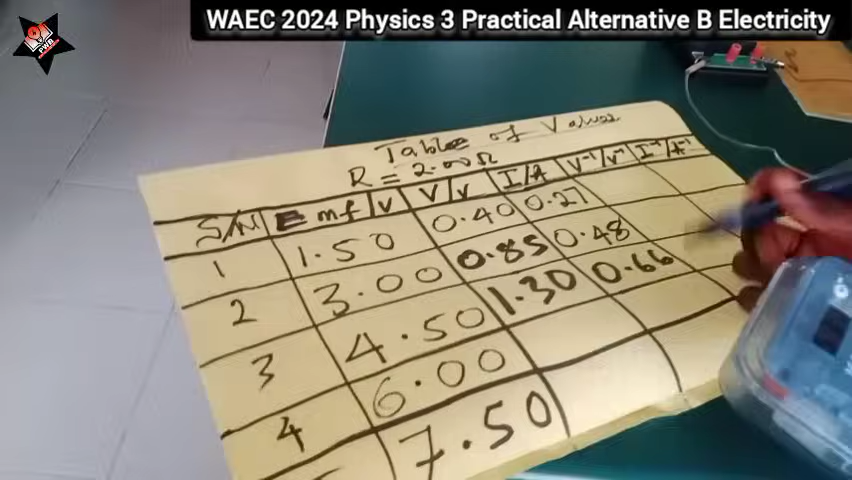 WAEC 2024 Physics 3 Practical Alternative B Electricity
Table of Values
R = 2.00Ω
S/N Emf/V V/V I/A V⁻¹/V⁻¹ I⁻¹/A⁻¹
1 1.50 0.40 0.27
2 3.00 0.85 0.48
3 4.50 1.30 0.66
4 6.00
7.50